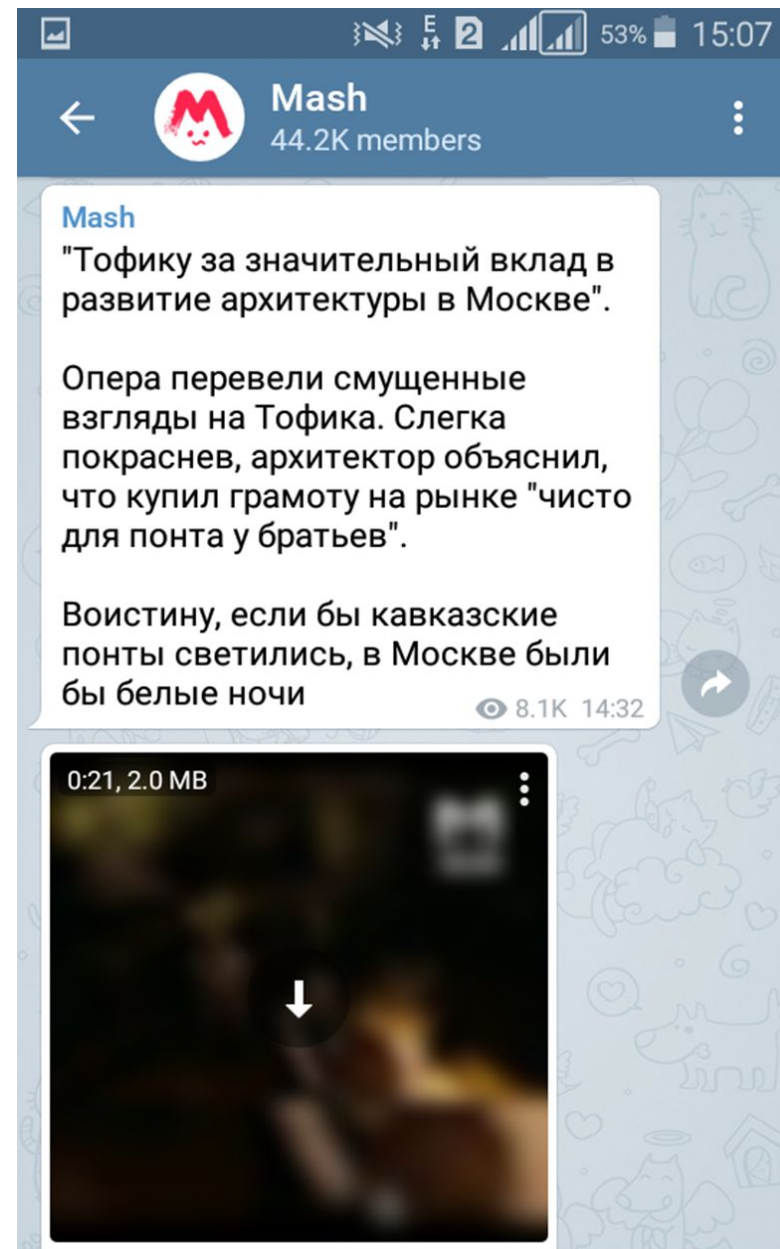 E 2 53% 15:07
Mash
44.2K members
Mash
"Тофику за значительный вклад в
развитие архитектуры в Москве".
Опера перевели смущенные
взгляды на Тофика. Слегка
покраснев, архитектор объяснил,
что купил грамоту на рынке "чисто
для понта у братьев".
Воистину, если бы кавказские
понты светились, в Москве были
бы белые ночи
8.1K 14:32
0:21, 2.0 MB